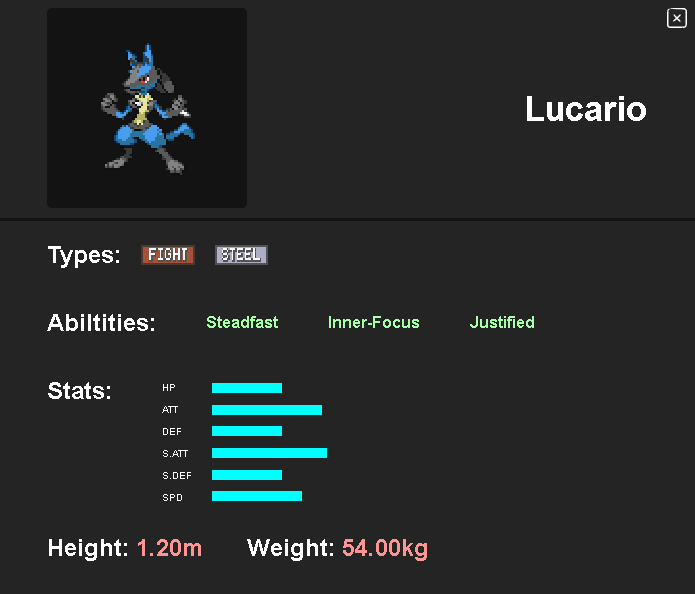 Lucario
Types: FIGHT STEEL
Abiltities: Steadfast Inner-Focus Justified
Stats: HP
ATT
DEF
S.ATT
S.DEF
SPD
Height: 1.20m Weight: 54.00kg